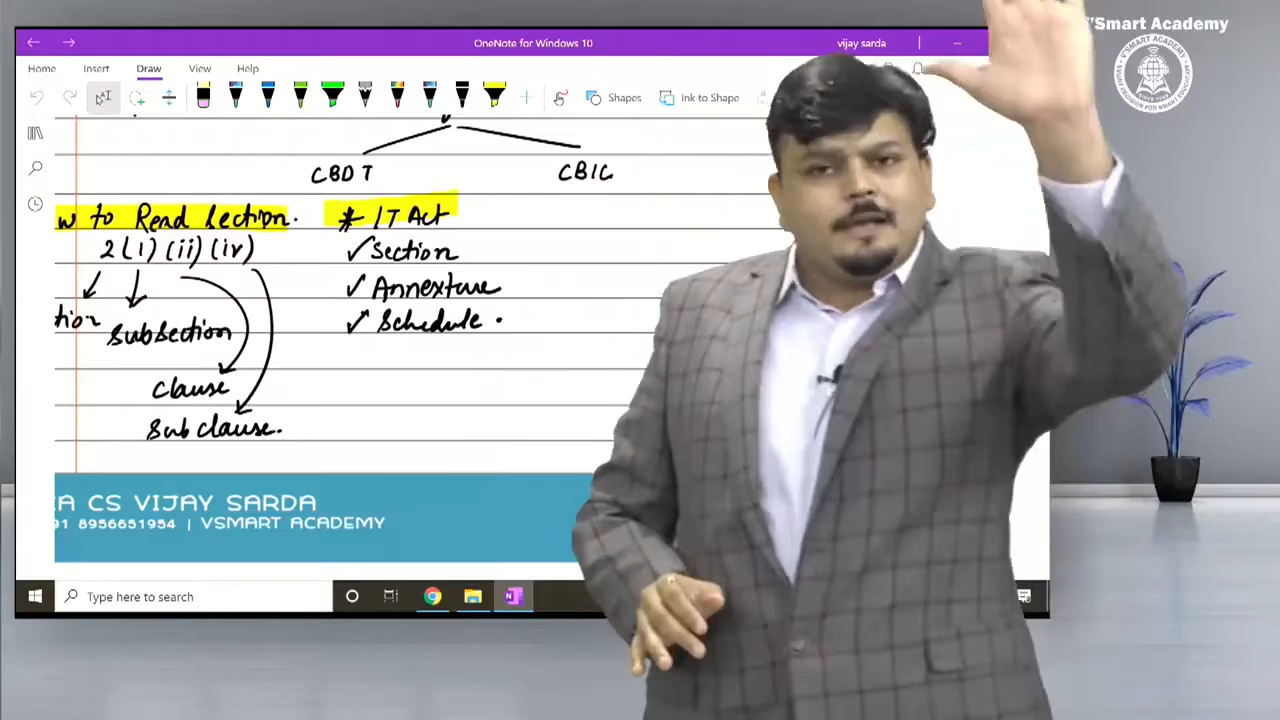 "Smart Academy
OneNote for Windows 10
vijay sarda
Home Insert Draw View Help
Shapes
Ink to Shape
CBDT CBIC
w to Read Section.
2(1)(ii)(iv)
tion
Subsection
Clause
Subclause.
* IT Act
✓ Section
✓ Annexture
✓ Schedule.
A CS VIJAY SARDA
91 8956651954 | VSMART ACADEMY
Type here to search